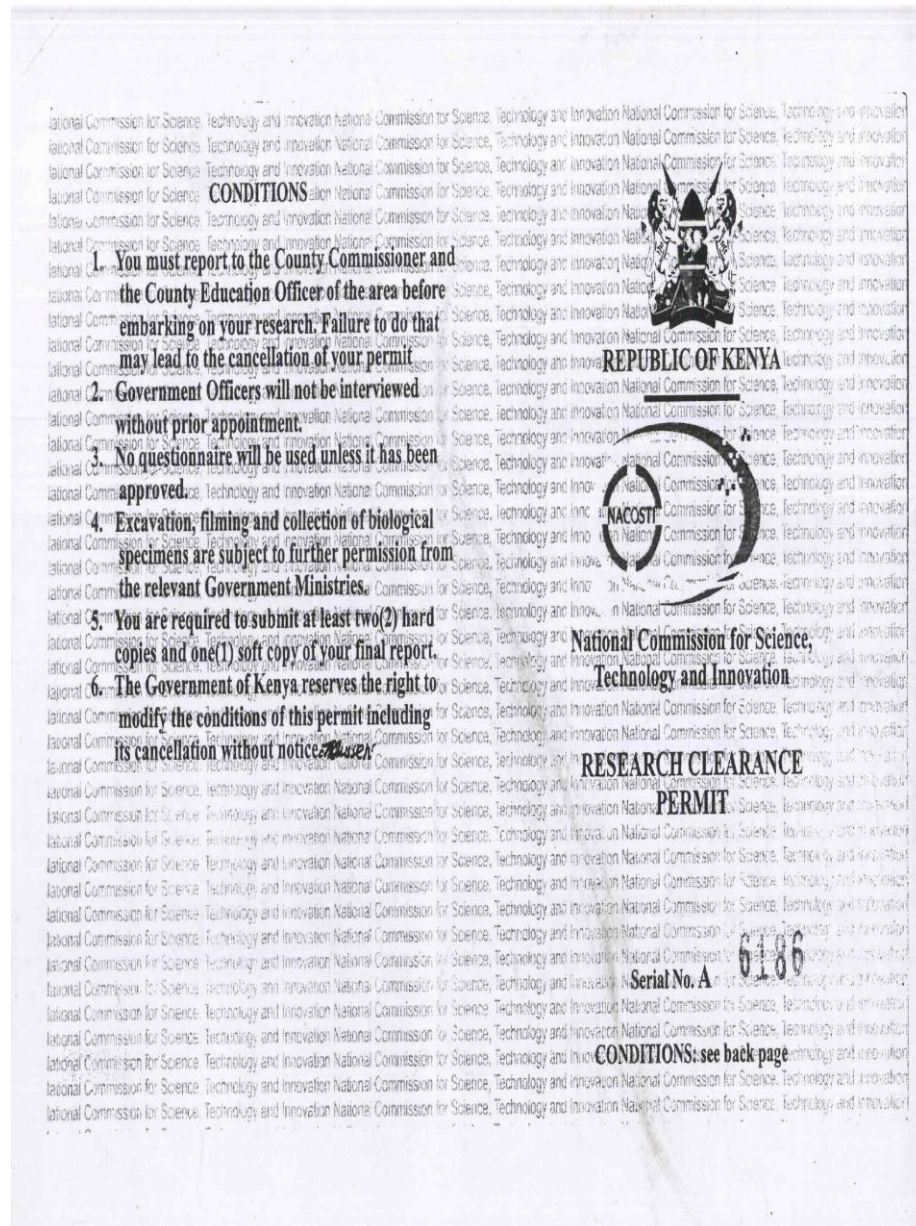 CONDITIONS
1. You must report to the County Commissioner and
the County Education Officer of the area before
embarking on your research. Failure to do that
may lead to the cancellation of your permit
2. Government Officers will not be interviewed
without prior appointment.
3. No questionnaire will be used unless it has been
approved.
4. Excavation, filming and collection of biological
specimens are subject to further permission from
the relevant Government Ministries.
5. You are required to submit at least two(2) hard
copies and one(1) soft copy of your final report.
6. The Government of Kenya reserves the right to
modify the conditions of this permit including
its cancellation without notice
REPUBLIC OF KENYA
NACOSTI
National Commission for Science,
Technology and Innovation
RESEARCH CLEARANCE
PERMIT
Serial No. A 6186
CONDITIONS: see back page